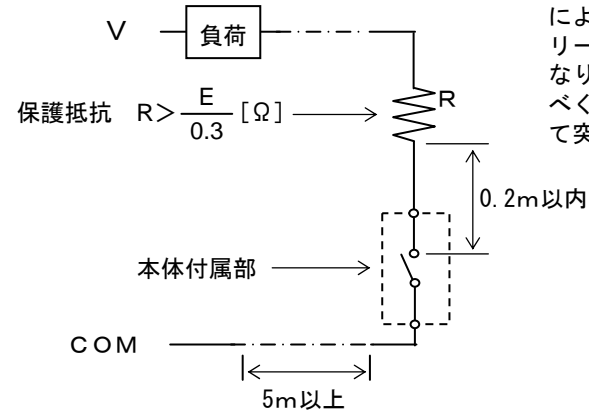 V
負荷
によ
リー
なり
べく
て突
保護抵抗 R> E/0.3 [Ω]
R
0.2m以内
本体付属部
COM
5m以上